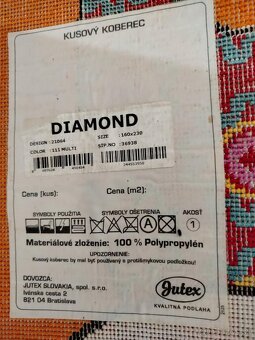 KUSOVÝ KOBEREC
DIAMOND
DESIGN :21064 SIZE :160x230
COLOR :111 MULTI SIP.NO :36938
Cena (kus): Cena (m2):
SYMBOLY POUŽITIA SYMBOLY OŠETRENIA AKOSŤ
A 1
Materiálové zloženie: 100 % Polypropylén
UPOZORNENIE:
Kusový koberec by mal byť používaný s protišmykovou podložkou!
DOVOZCA:
JUTEX SLOVAKIA, spol. s r.o.
Ivánska cesta 2
821 04 Bratislava
Jutex
KVALITNÁ PODLAHA